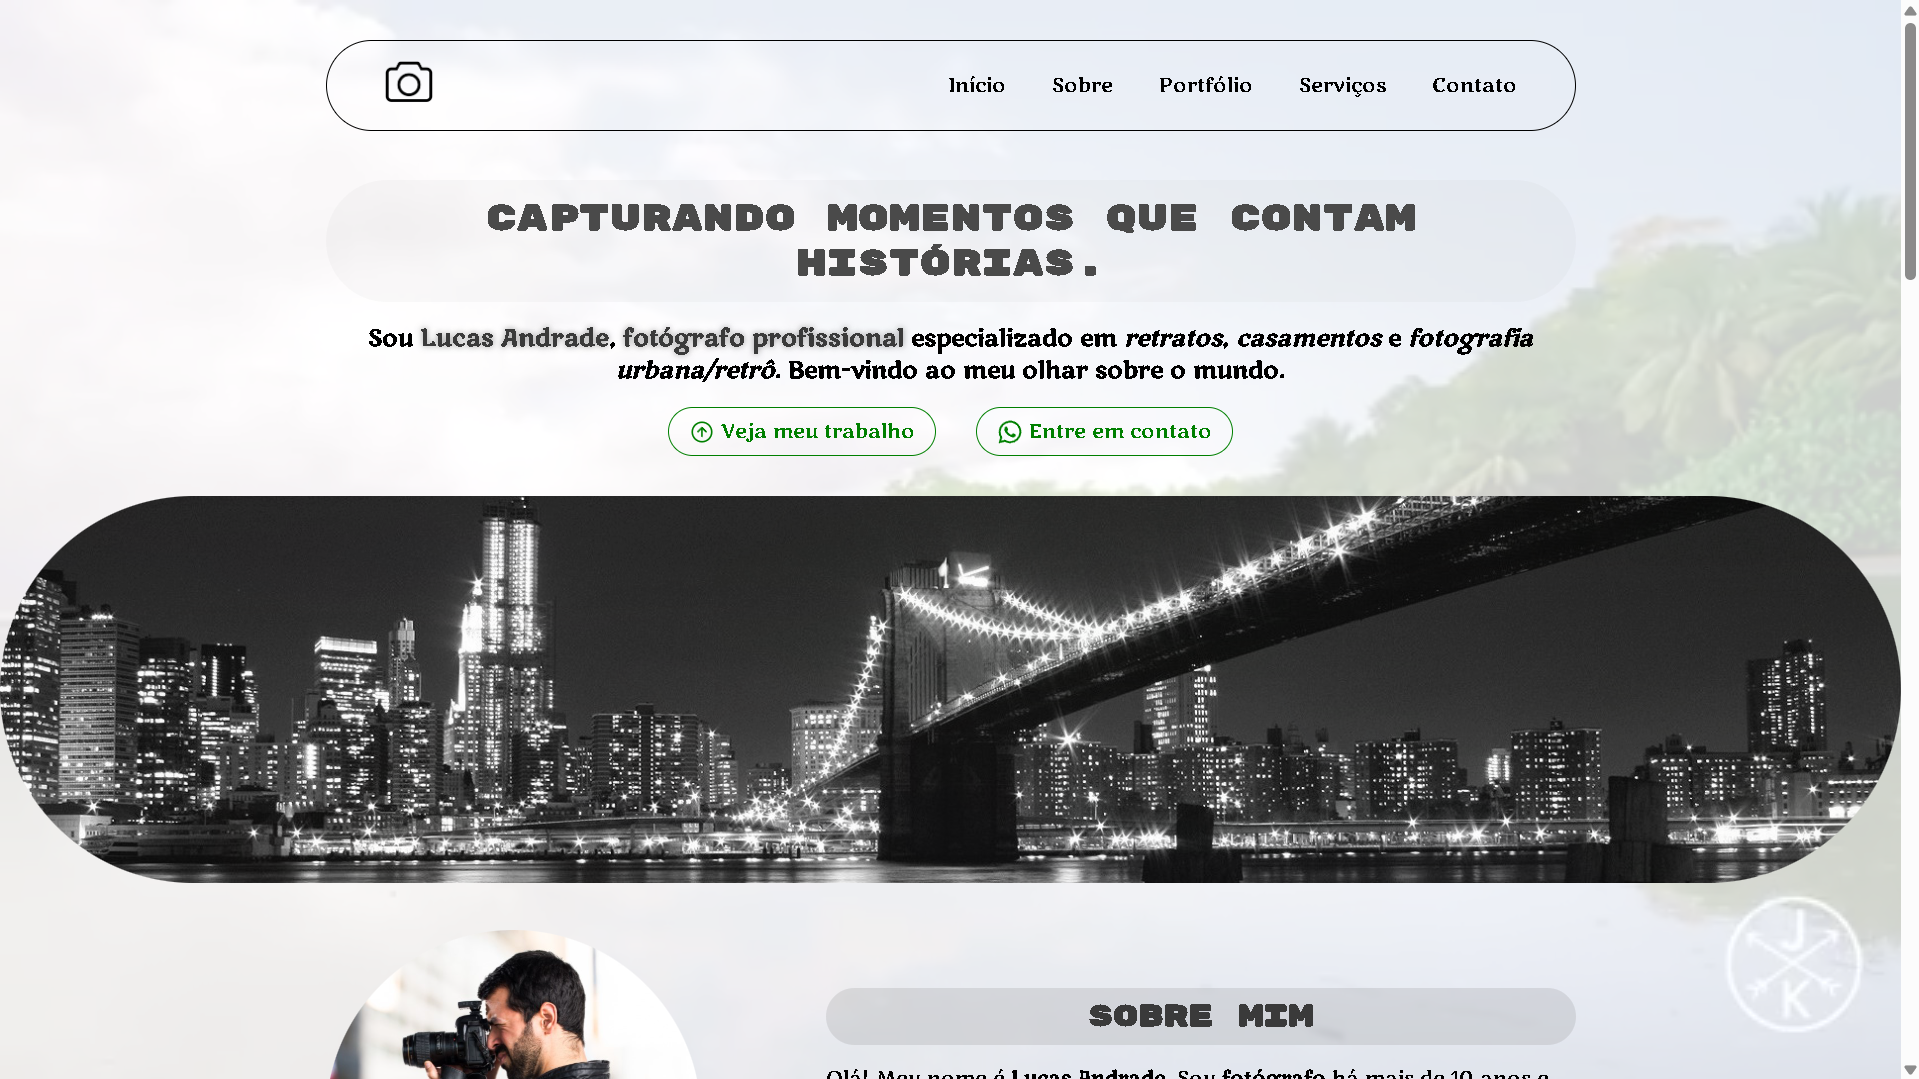 Início Sobre Portfólio Serviços Contato
CAPTURANDO MOMENTOS QUE CONTAM
HISTÓRIAS.
Sou Lucas Andrade, fotógrafo profissional especializado em retratos, casamentos e fotografia
urbana/retrô. Bem-vindo ao meu olhar sobre o mundo.
Veja meu trabalho Entre em contato
J
K
SOBRE MIM
Olá! Meu nome é Lucas Andrade. Sou fotógrafo há mais de 10 anos e